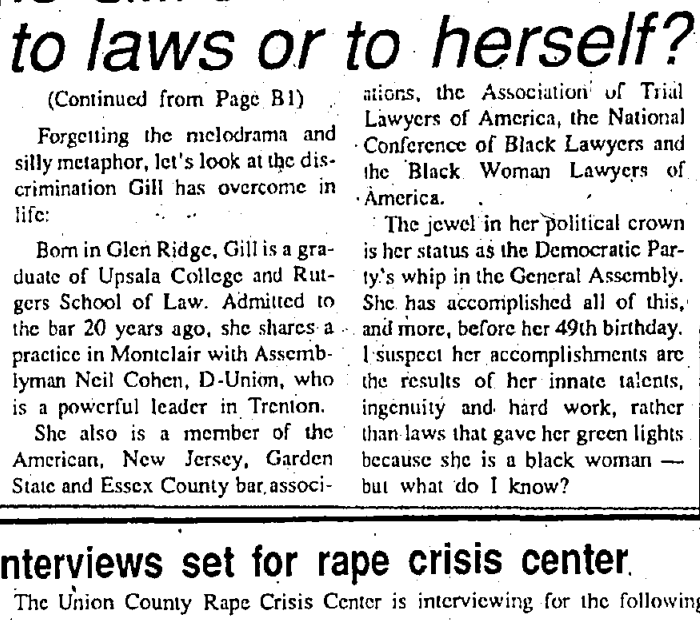 to laws or to herself?
(Continued from Page B1)
Forgetting the melodrama and
silly metaphor, let's look at the dis-
crimination Gill has overcome in
life:
Born in Glen Ridge, Gill is a gra-
duate of Upsala College and Rut-
gers School of Law. Admitted to
the bar 20 years ago, she shares a
practice in Montclair with Assemb-
lyman Neil Cohen, D-Union, who
is a powerful leader in Trenton.
She also is a member of the
American, New Jersey, Garden
State and Essex County bar associ-
ations, the Association of Trial
Lawyers of America, the National
Conference of Black Lawyers and
the Black Woman Lawyers of
America.
The jewel in her political crown
is her status as the Democratic Par-
ty's whip in the General Assembly.
She has accomplished all of this,
and more, before her 49th birthday.
I suspect her accomplishments are
the results of her innate talents,
ingenuity and hard work, rather
than laws that gave her green lights
because she is a black woman —
but what do I know?
nterviews set for rape crisis center
The Union County Rape Crisis Center is interviewing for the following